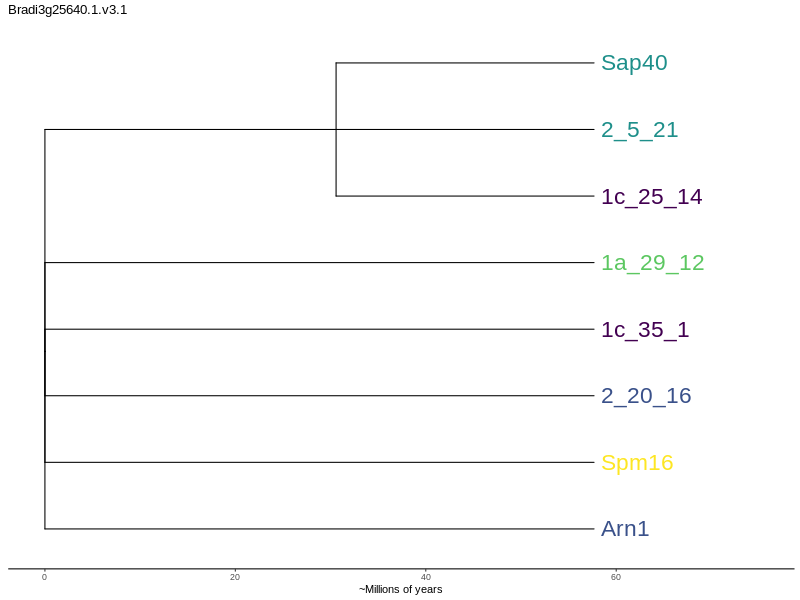 Bradi3g25640.1.v3.1
Sap40
2_5_21
1c_25_14
1a_29_12
1c_35_1
2_20_16
Spm16
Arn1
0 20 40 60
~Millions of years